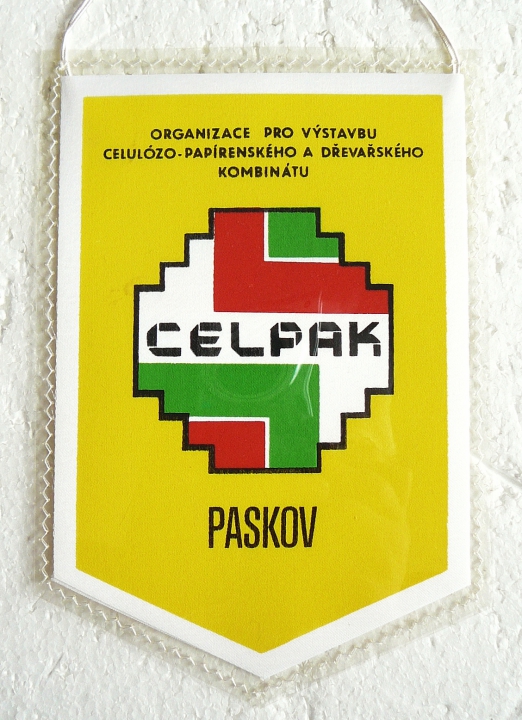 ORGANIZACE PRO VÝSTAVBU
CELULÓZO-PAPÍRENSKÉHO A DŘEVAŘSKÉHO
KOMBINÁTU
CELPAK
PASKOV